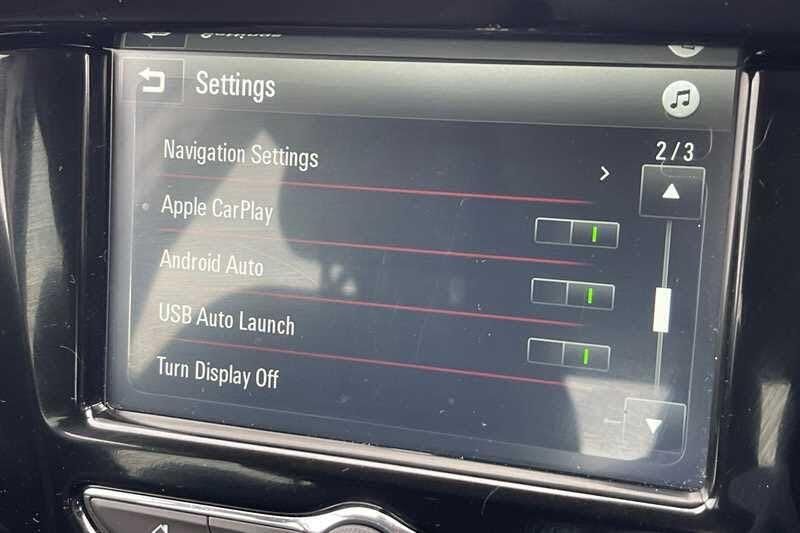 Settings
Navigation Settings
2/3
Apple CarPlay
Android Auto
USB Auto Launch
Turn Display Off